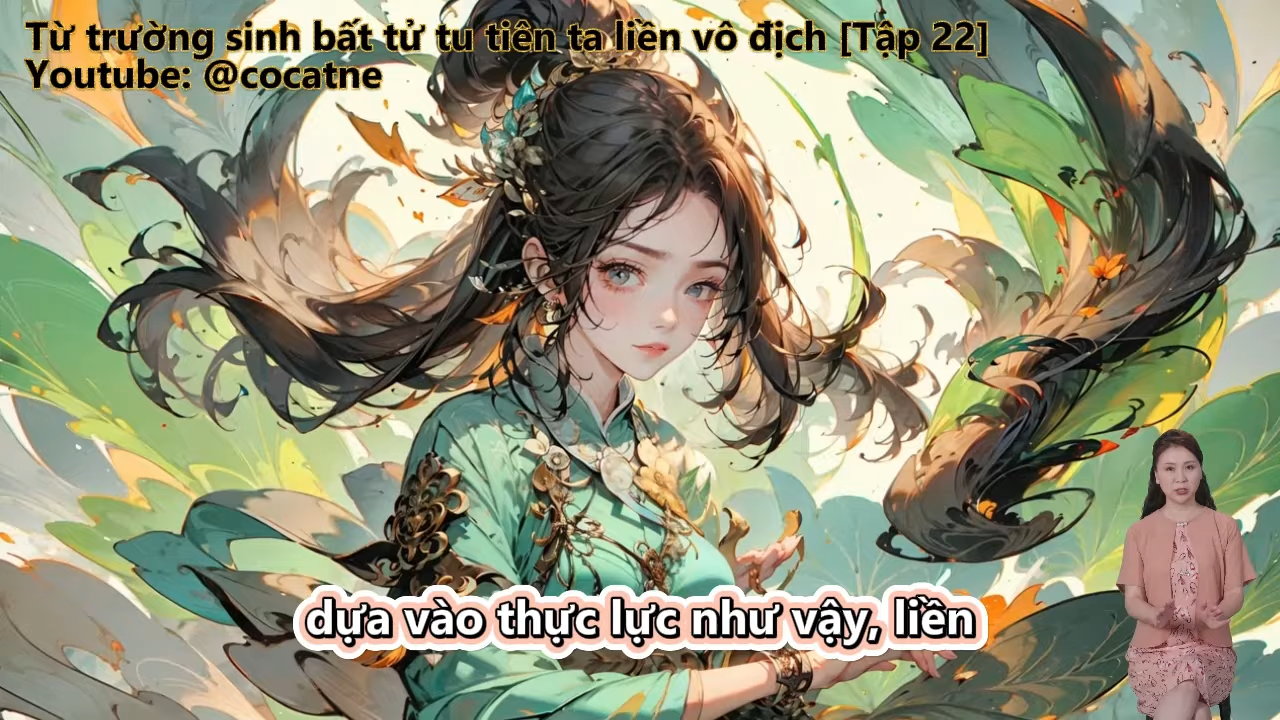 Từ trường sinh bất tử tu tiên ta liền vô địch [Tập 22]
Youtube: @cocatne
dựa vào thực lực như vậy, liền